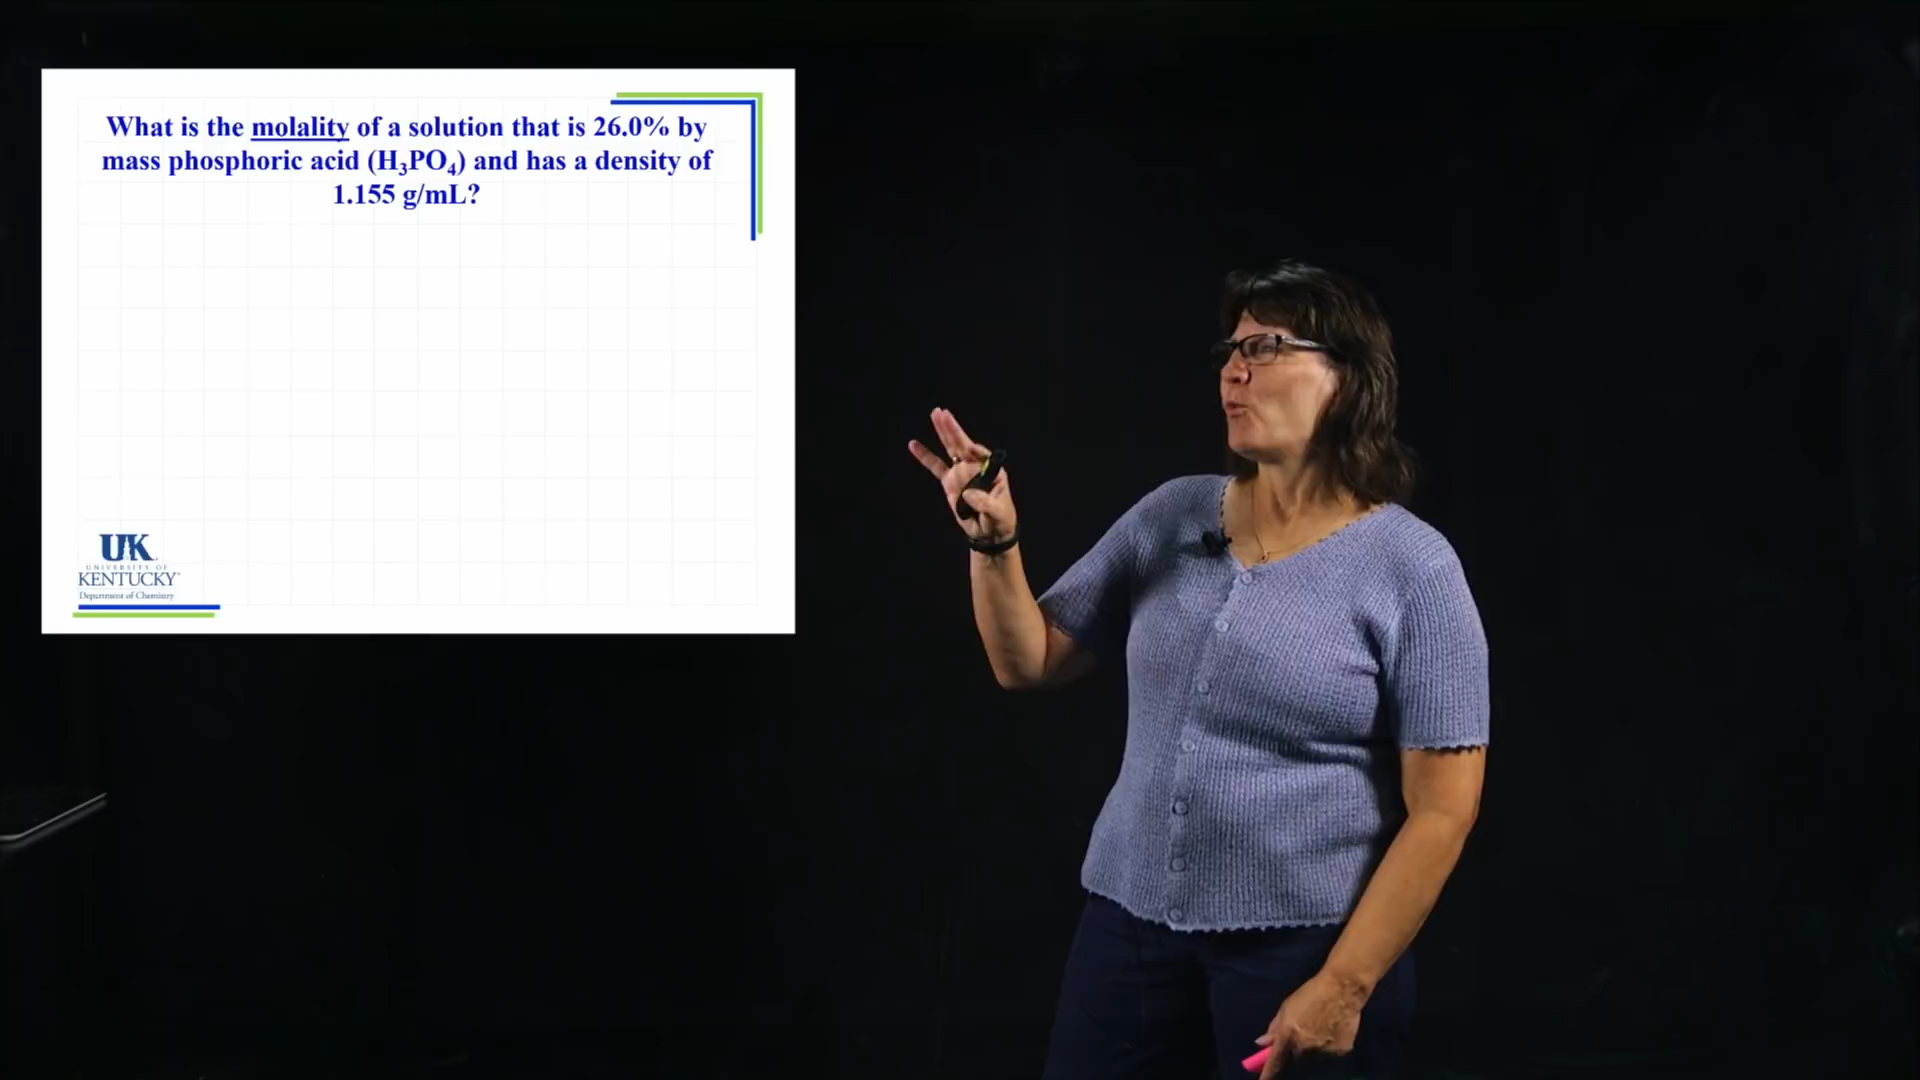 What is the molality of a solution that is 26.0% by
mass phosphoric acid (H₃PO₄) and has a density of
1.155 g/mL?
UK
UNIVERSITY OF
KENTUCKY
Department of Chemistry